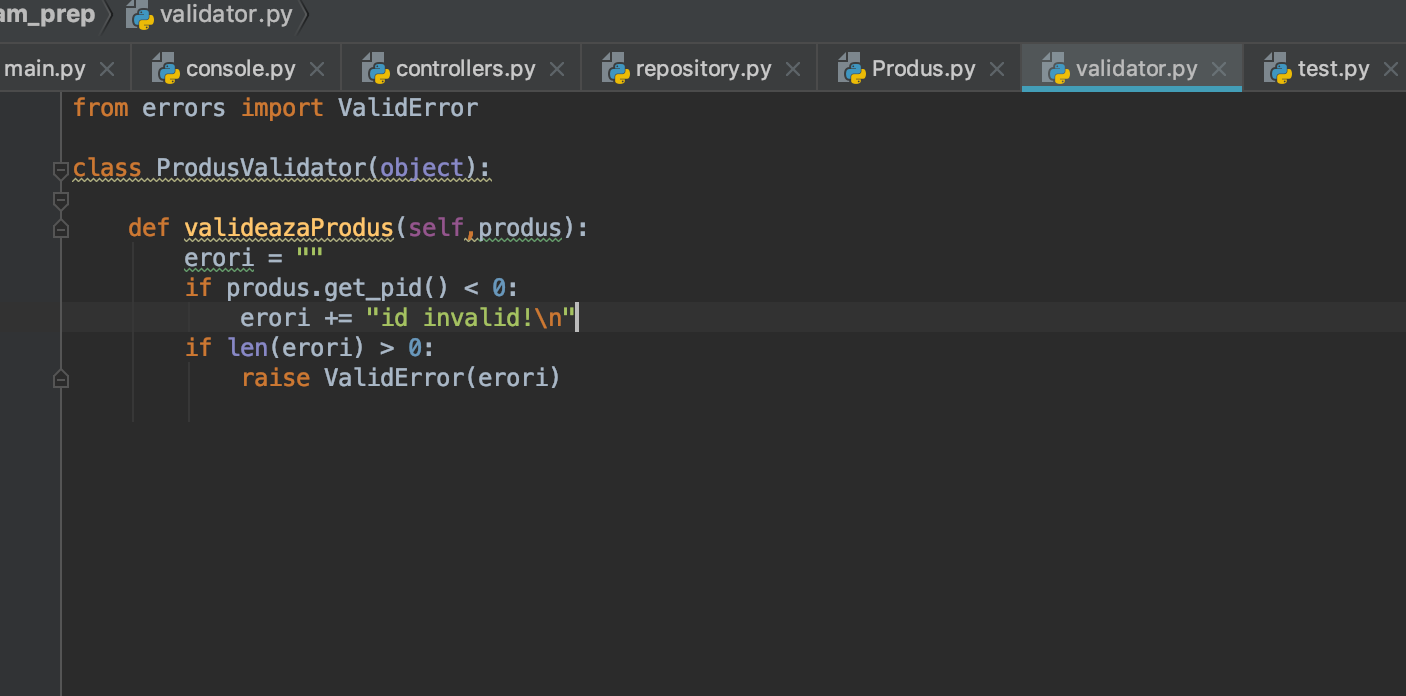 am_prep validator.py
main.py console.py controllers.py repository.py Produs.py validator.py test.py
from errors import ValidError
class ProdusValidator(object):
    def valideazaProdus(self,produs):
        erori = ""
        if produs.get_pid() < 0:
            erori += "id invalid!\n"
        if len(erori) > 0:
            raise ValidError(erori)